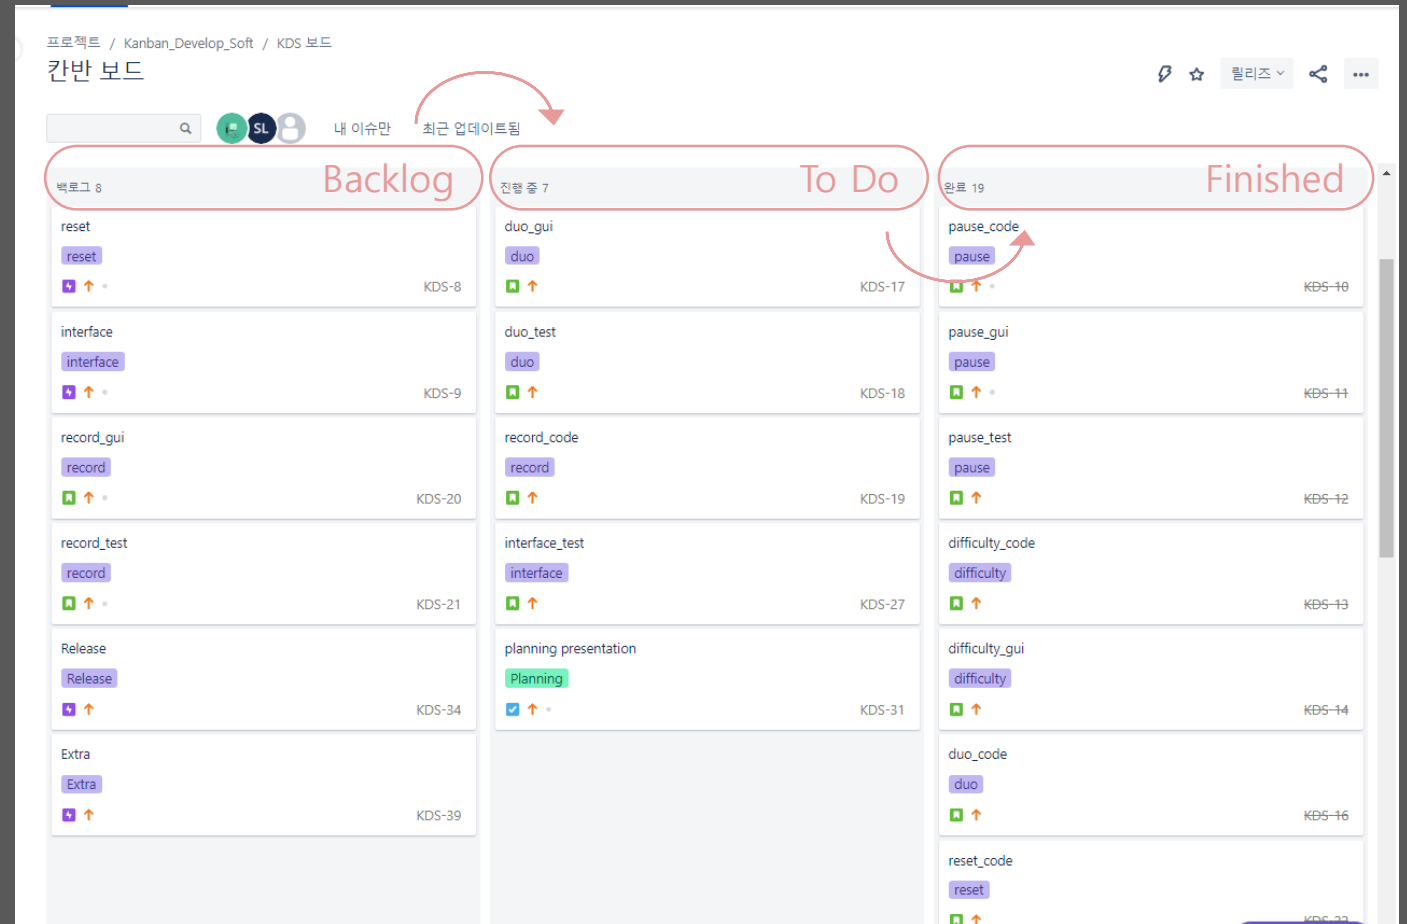 프로젝트 / Kanban_Develop_Soft / KDS 보드
칸반 보드
릴리즈
SL
내 이슈만
최근 업데이트됨
백로그 8
Backlog
reset
reset
KDS-8
interface
interface
KDS-9
record_gui
record
KDS-20
record_test
record
KDS-21
Release
Release
KDS-34
Extra
Extra
KDS-39
진행 중 7
To Do
duo_gui
duo
KDS-17
duo_test
duo
KDS-18
record_code
record
KDS-19
interface_test
interface
KDS-27
planning presentation
Planning
KDS-31
완료 19
Finished
pause_code
pause
KDS-10
pause_gui
pause
KDS-11
pause_test
pause
KDS-12
difficulty_code
difficulty
KDS-13
difficulty_gui
difficulty
KDS-14
duo_code
duo
KDS-16
reset_code
reset